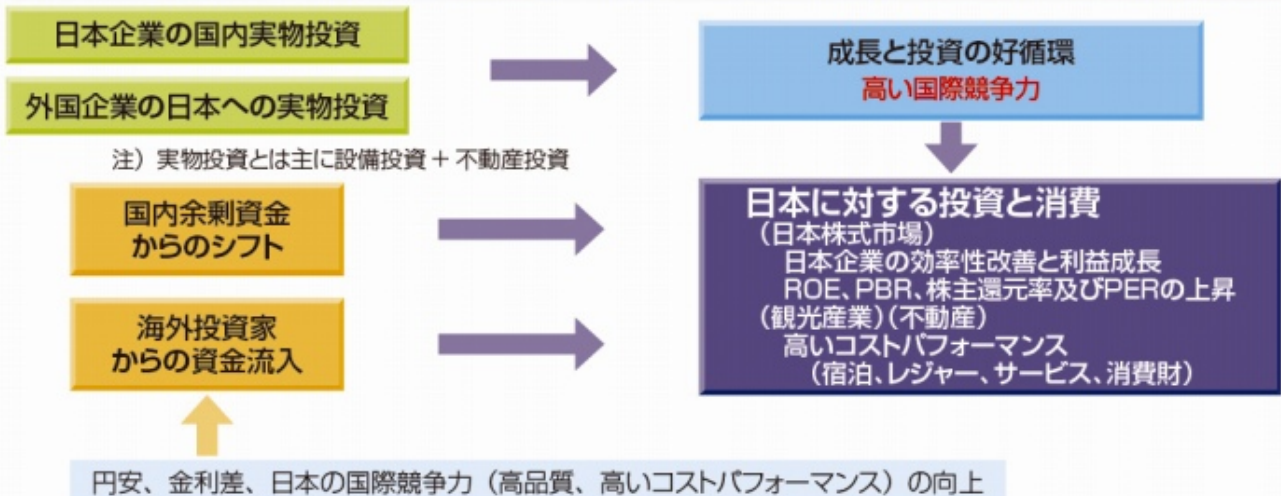 日本企業の国内実物投資
外国企業の日本への実物投資
注）実物投資とは主に設備投資 + 不動産投資
成長と投資の好循環
高い国際競争力
国内余剰資金
からのシフト
海外投資家
からの資金流入
日本に対する投資と消費
（日本株式市場）
日本企業の効率性改善と利益成長
ROE、PBR、株主還元率及びPERの上昇
（観光産業）（不動産）
高いコストパフォーマンス
（宿泊、レジャー、サービス、消費財）
円安、金利差、日本の国際競争力（高品質、高いコストパフォーマンス）の向上